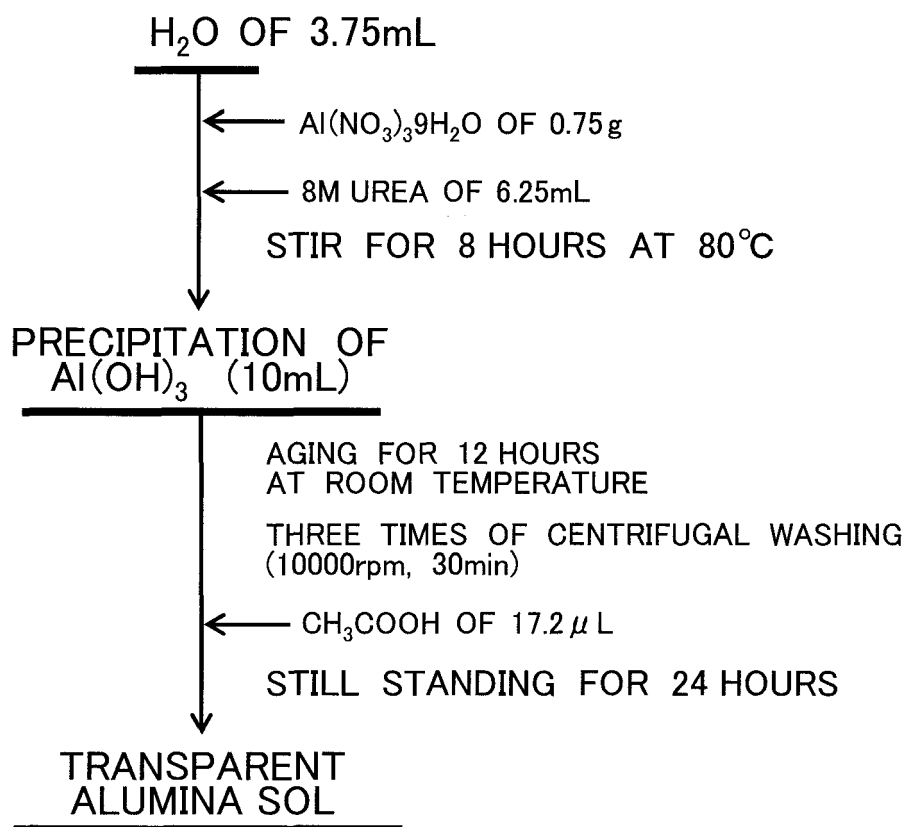 H₂O OF 3.75mL
Al(NO₃)₃9H₂O OF 0.75g
8M UREA OF 6.25mL
STIR FOR 8 HOURS AT 80°C
PRECIPITATION OF
Al(OH)₃ (10mL)
AGING FOR 12 HOURS
AT ROOM TEMPERATURE
THREE TIMES OF CENTRIFUGAL WASHING
(10000rpm, 30min)
CH₃COOH OF 17.2μL
STILL STANDING FOR 24 HOURS
TRANSPARENT
ALUMINA SOL